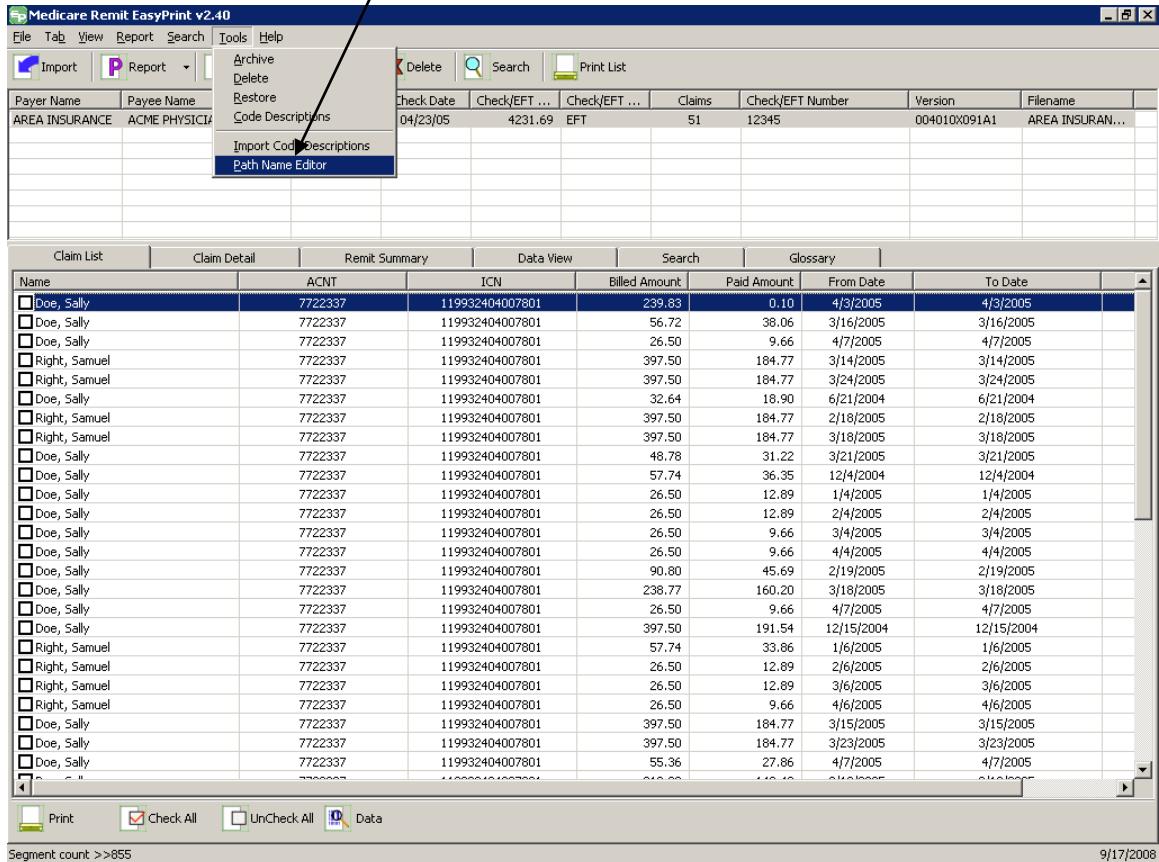 Medicare Remit EasyPrint v2.40
File Tab View Report Search Tools Help
Import Report Delete Search Print List
Archive
Delete
Restore
Code Descriptions
Import Code Descriptions
Path Name Editor
Payer Name Payee Name Check Date Check/EFT ... Check/EFT ... Claims Check/EFT Number Version Filename
AREA INSURANCE ACME PHYSICIA 04/23/05 4231.69 EFT 51 12345 004010X091A1 AREA INSURAN...
Claim List Claim Detail Remit Summary Data View Search Glossary
Name ACNT ICN Billed Amount Paid Amount From Date To Date
Doe, Sally 7722337 119932404007801 239.83 0.10 4/3/2005 4/3/2005
Doe, Sally 7722337 119932404007801 56.72 38.06 3/16/2005 3/16/2005
Doe, Sally 7722337 119932404007801 26.50 9.66 4/7/2005 4/7/2005
Right, Samuel 7722337 119932404007801 397.50 184.77 3/14/2005 3/14/2005
Right, Samuel 7722337 119932404007801 397.50 184.77 3/24/2005 3/24/2005
Doe, Sally 7722337 119932404007801 32.64 18.90 6/21/2004 6/21/2004
Right, Samuel 7722337 119932404007801 397.50 184.77 2/18/2005 2/18/2005
Right, Samuel 7722337 119932404007801 397.50 184.77 3/18/2005 3/18/2005
Doe, Sally 7722337 119932404007801 48.78 31.22 3/21/2005 3/21/2005
Doe, Sally 7722337 119932404007801 57.74 36.35 12/4/2004 12/4/2004
Doe, Sally 7722337 119932404007801 26.50 12.89 1/4/2005 1/4/2005
Doe, Sally 7722337 119932404007801 26.50 12.89 2/4/2005 2/4/2005
Doe, Sally 7722337 119932404007801 26.50 9.66 3/4/2005 3/4/2005
Doe, Sally 7722337 119932404007801 26.50 9.66 4/4/2005 4/4/2005
Doe, Sally 7722337 119932404007801 90.80 45.69 2/19/2005 2/19/2005
Doe, Sally 7722337 119932404007801 238.77 160.20 3/18/2005 3/18/2005
Doe, Sally 7722337 119932404007801 26.50 9.66 4/7/2005 4/7/2005
Doe, Sally 7722337 119932404007801 397.50 191.54 12/15/2004 12/15/2004
Right, Samuel 7722337 119932404007801 57.74 33.86 1/6/2005 1/6/2005
Right, Samuel 7722337 119932404007801 26.50 12.89 2/6/2005 2/6/2005
Right, Samuel 7722337 119932404007801 26.50 12.89 3/6/2005 3/6/2005
Right, Samuel 7722337 119932404007801 26.50 9.66 4/6/2005 4/6/2005
Doe, Sally 7722337 119932404007801 397.50 184.77 3/15/2005 3/15/2005
Doe, Sally 7722337 119932404007801 397.50 184.77 3/23/2005 3/23/2005
Doe, Sally 7722337 119932404007801 55.36 27.86 4/7/2005 4/7/2005
Print Check All UnCheck All Data
Segment count >>855 9/17/2008